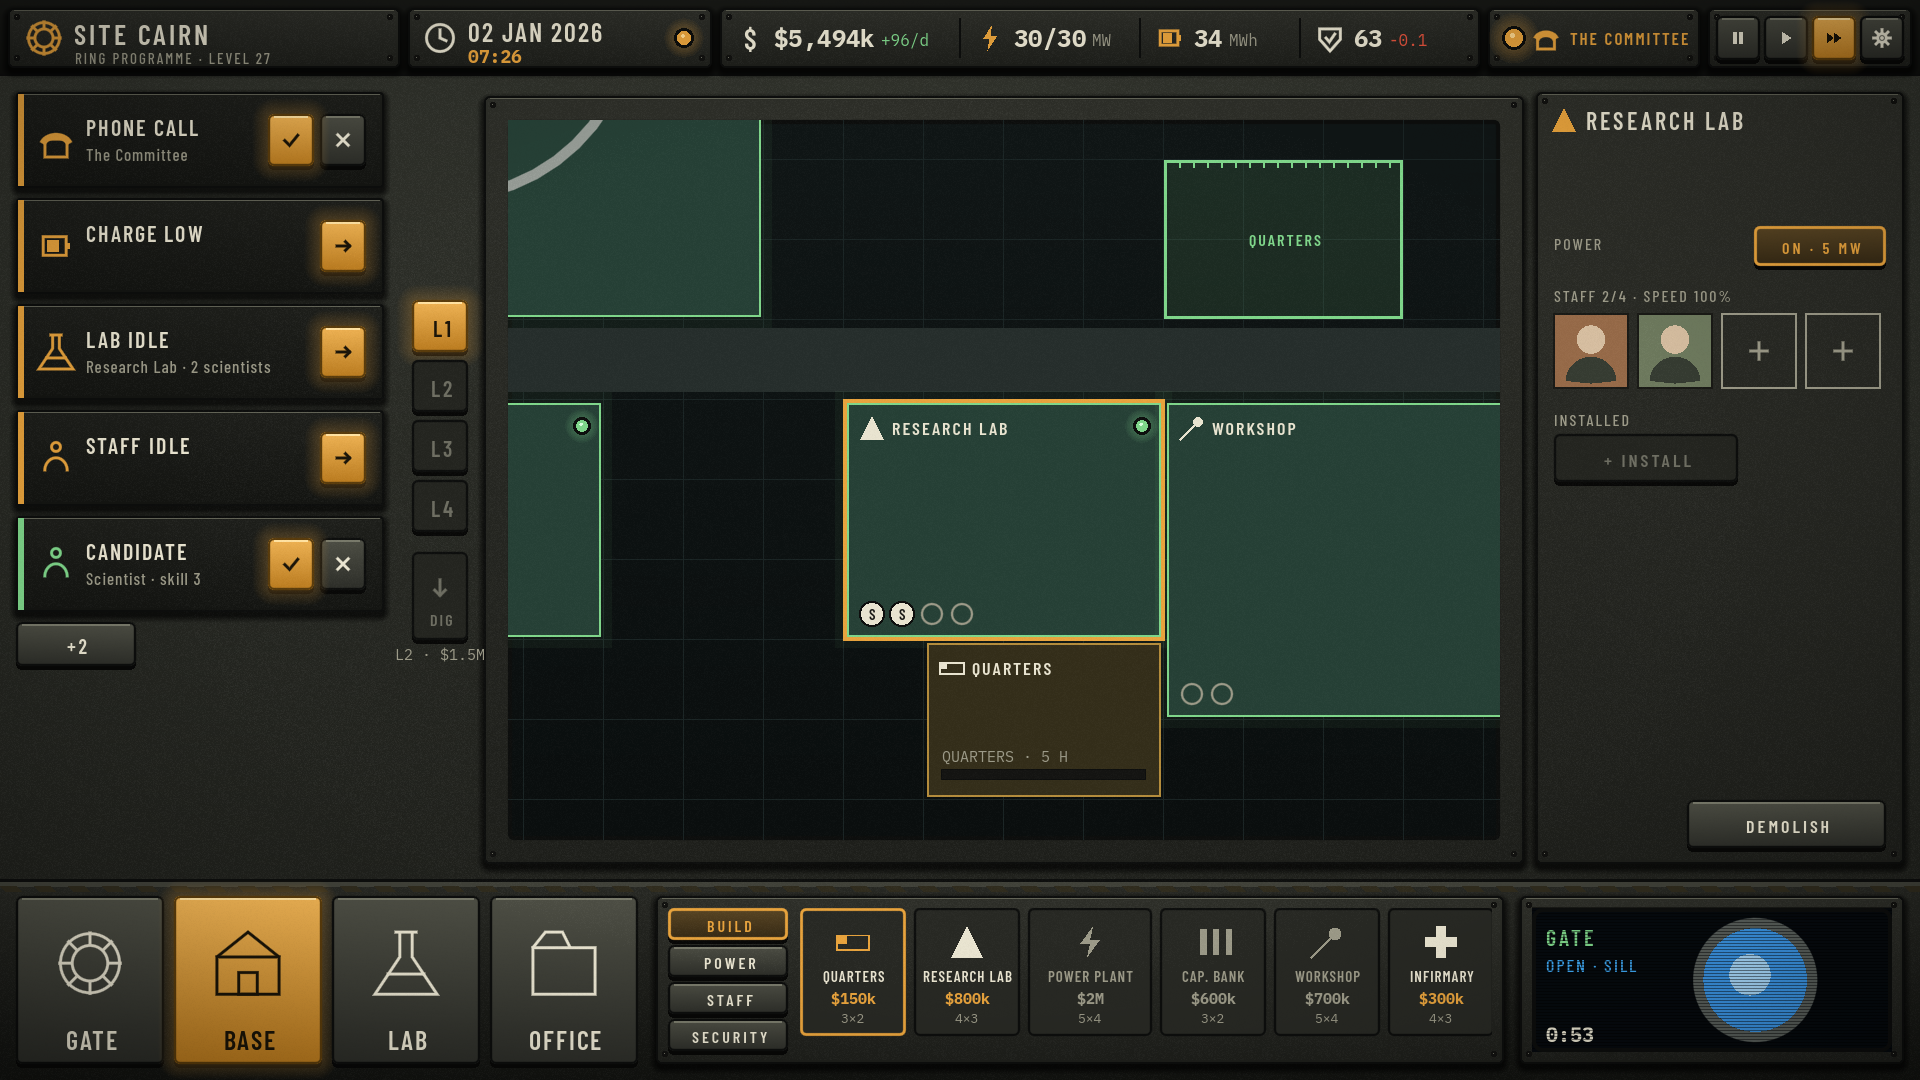 SITE CAIRN
RING PROGRAMME · LEVEL 27
02 JAN 2026
07:26
$ $5,494k +96/d
30/30 MW
34 MWh
63 -0.1
THE COMMITTEE
PHONE CALL
The Committee
CHARGE LOW
LAB IDLE
Research Lab · 2 scientists
STAFF IDLE
CANDIDATE
Scientist · skill 3
+2
L1
L2
L3
L4
DIG
L2 · $1.5M
QUARTERS
RESEARCH LAB
S S
WORKSHOP
QUARTERS
QUARTERS · 5 H
RESEARCH LAB
POWER
ON · 5 MW
STAFF 2/4 · SPEED 100%
+ +
INSTALLED
+ INSTALL
DEMOLISH
GATE
BASE
LAB
OFFICE
BUILD
POWER
STAFF
SECURITY
QUARTERS
$150k
3×2
RESEARCH LAB
$800k
4×3
POWER PLANT
$2M
5×4
CAP. BANK
$600k
3×2
WORKSHOP
$700k
5×4
INFIRMARY
$300k
4×3
GATE
OPEN · SILL
0:53